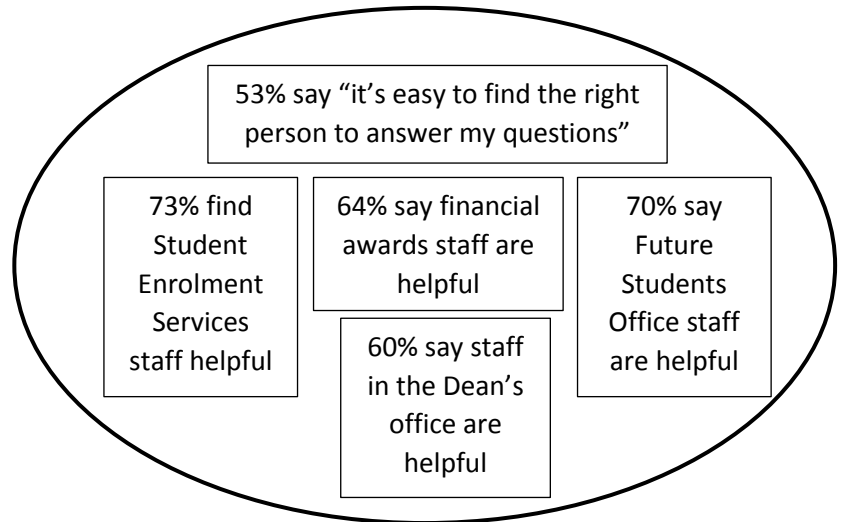 53% say “it’s easy to find the right
person to answer my questions”
73% find
Student
Enrolment
Services
staff helpful
64% say financial
awards staff are
helpful
60% say staff
in the Dean’s
office are
helpful
70% say
Future
Students
Office staff
are helpful